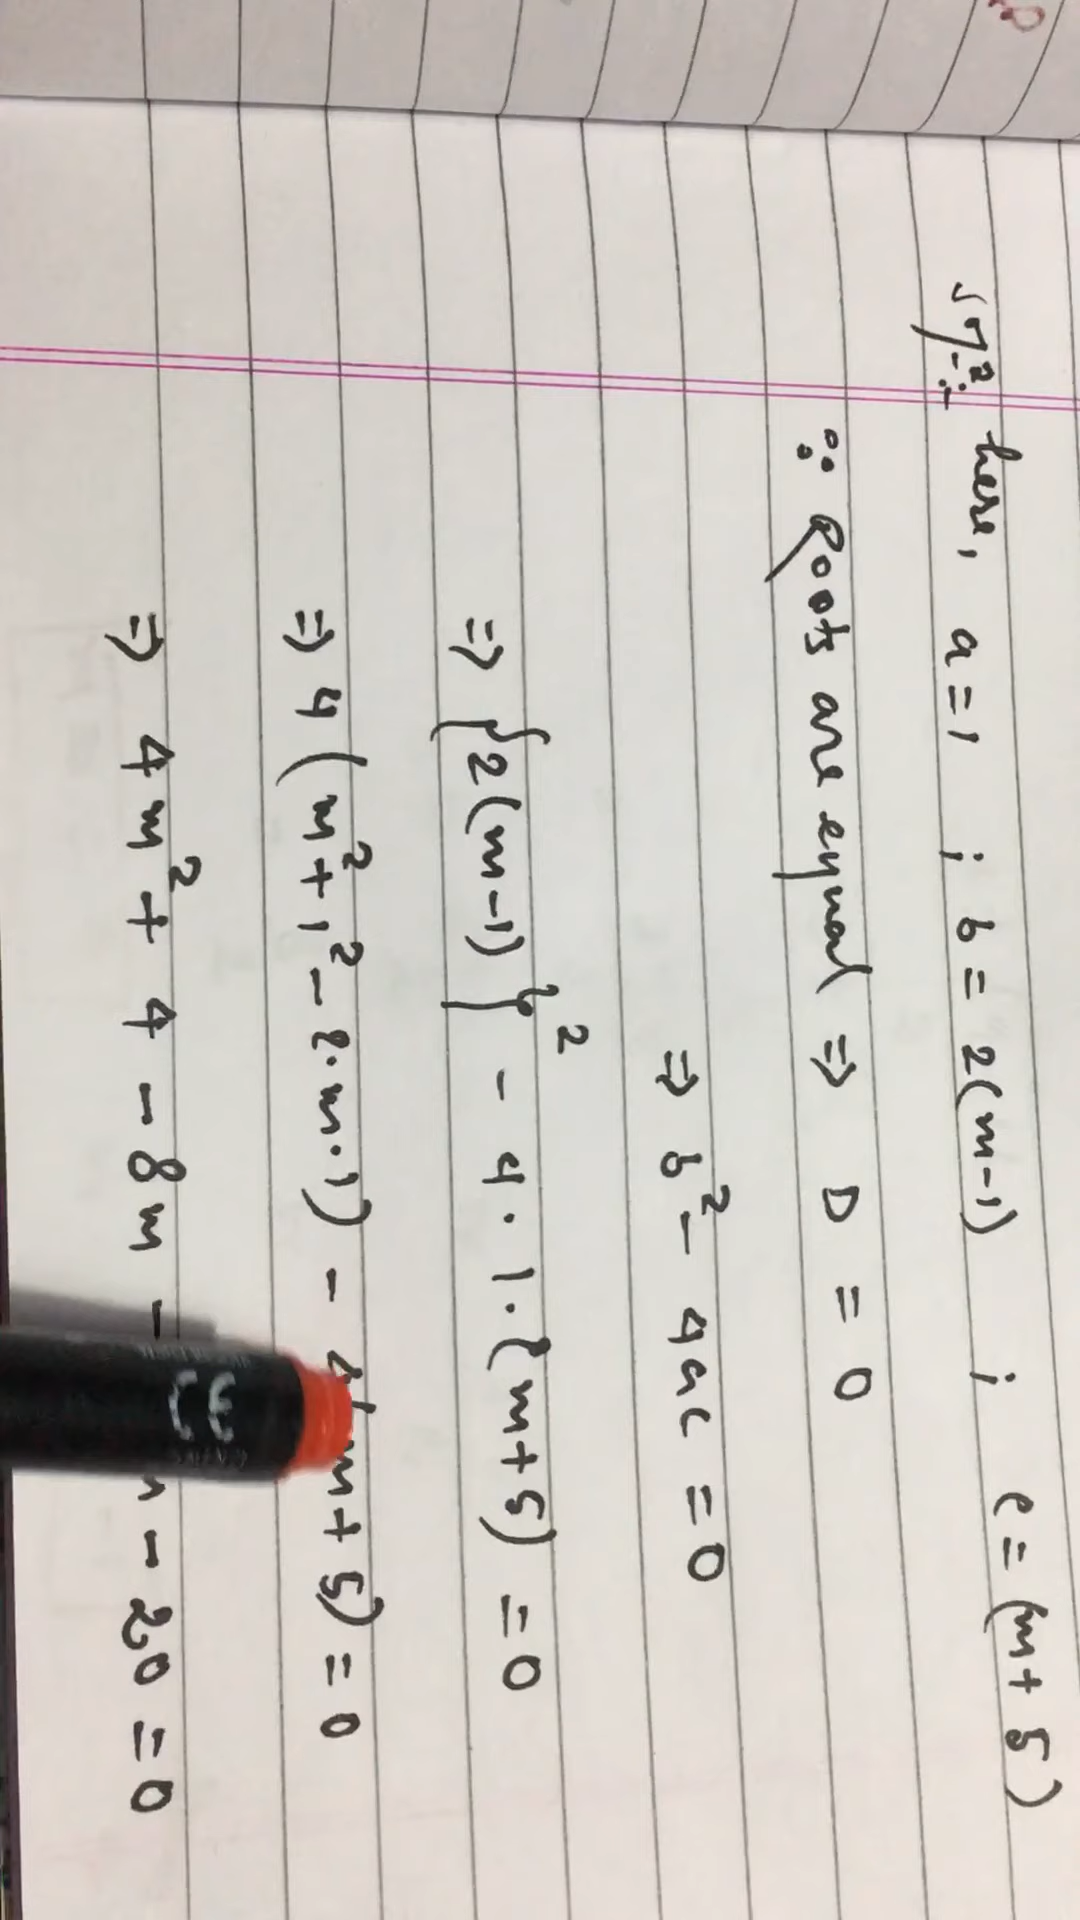 here, a = 1 ; b = 2(m-1) ; c = (m+5)
∵ Roots are equal ⇒ D = 0
⇒ b² - 4ac = 0
⇒ {2(m-1)}² - 4·1·(m+5) = 0
⇒ 4(m²+1²-2·m·1) - 4(m+5) = 0
⇒ 4m² + 4 - 8m - m - 20 = 0